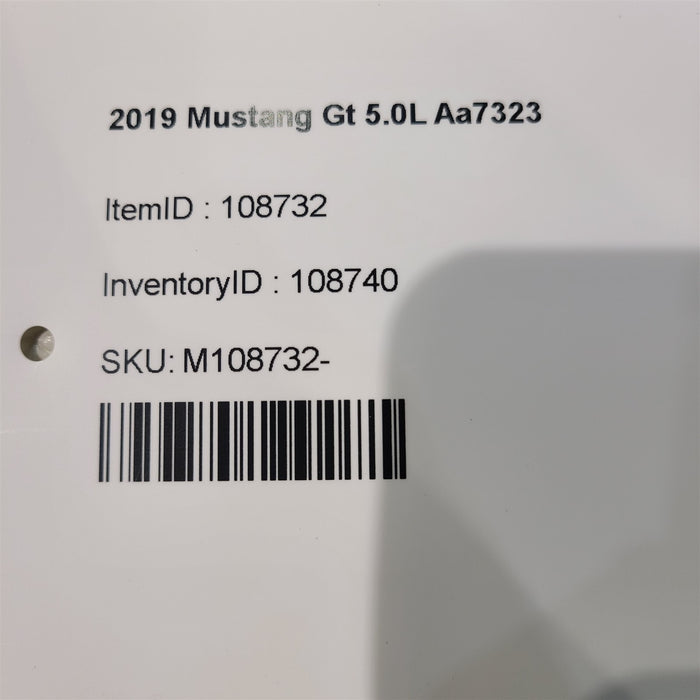 2019 Mustang Gt 5.0L Aa7323
ItemID : 108732
InventoryID : 108740
SKU: M108732-